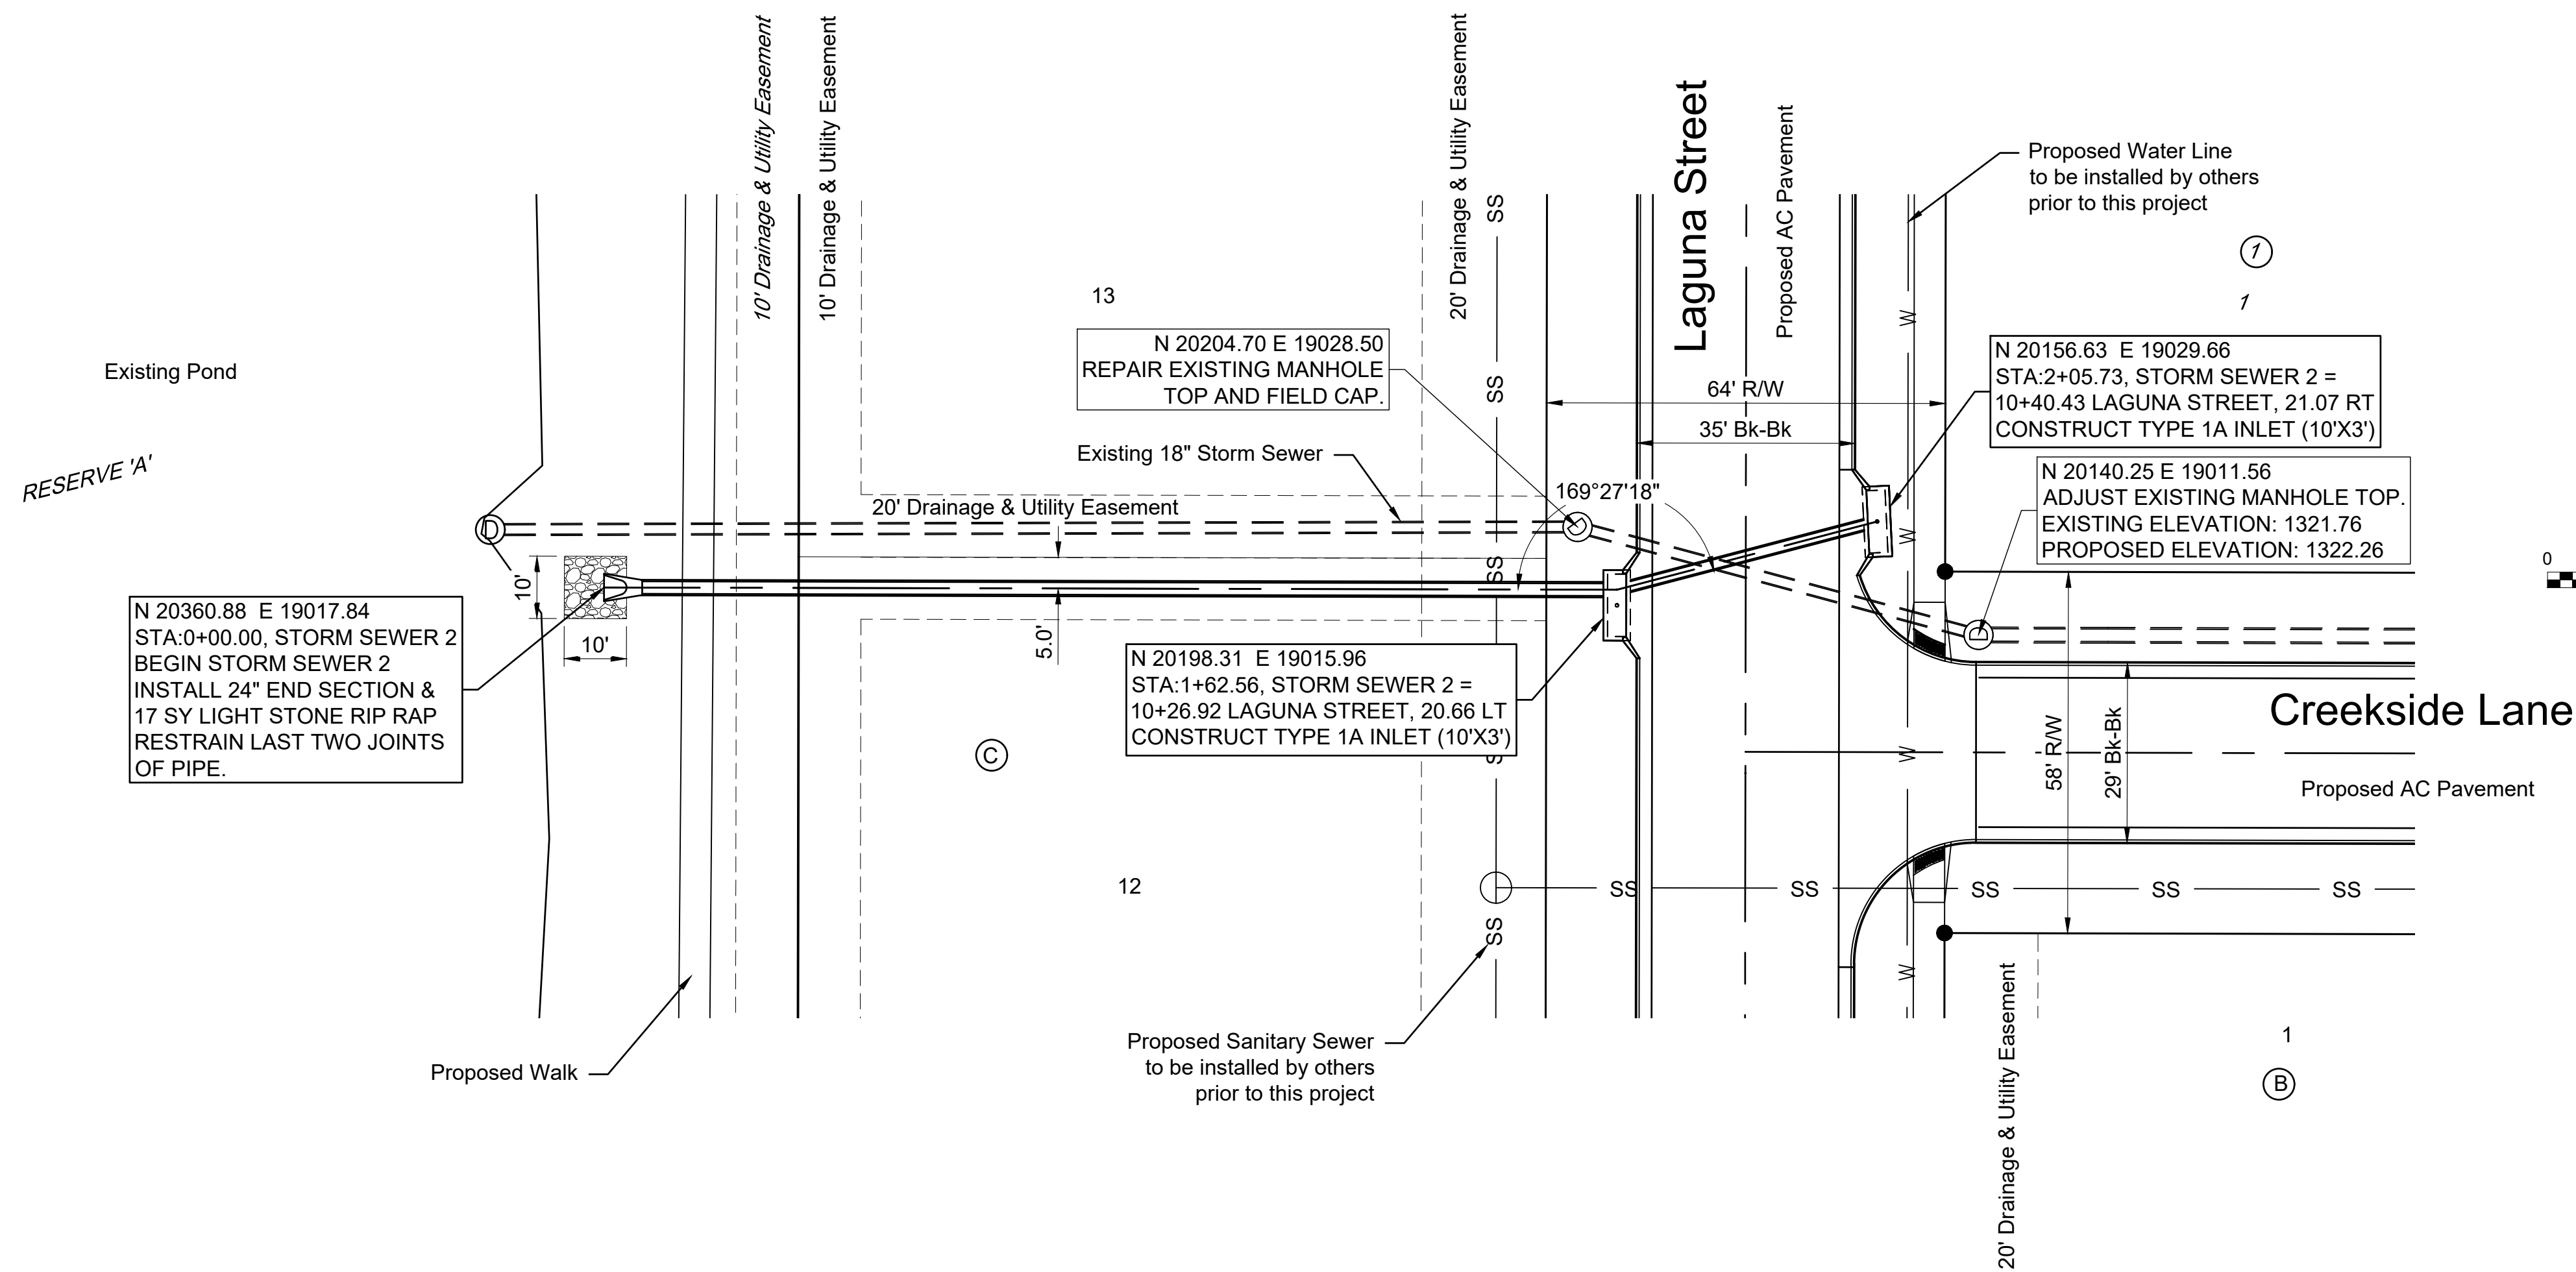 10' Drainage & Utility Easement
10' Drainage & Utility Easement
20' Drainage & Utility Easement
SS
Laguna Street
Proposed AC Pavement
Proposed Water Line
to be installed by others
prior to this project
1
1
W
13
Existing Pond
RESERVE 'A'
N 20204.70 E 19028.50
REPAIR EXISTING MANHOLE
TOP AND FIELD CAP.
SS
64' R/W
35' Bk-Bk
N 20156.63 E 19029.66
STA:2+05.73, STORM SEWER 2 =
10+40.43 LAGUNA STREET, 21.07 RT
CONSTRUCT TYPE 1A INLET (10'X3')
Existing 18" Storm Sewer
169°27'18"
N 20140.25 E 19011.56
ADJUST EXISTING MANHOLE TOP.
EXISTING ELEVATION: 1321.76
PROPOSED ELEVATION: 1322.26
20' Drainage & Utility Easement
D
D
W
SS
0
10'
10'
5.0'
D
N 20360.88 E 19017.84
STA:0+00.00, STORM SEWER 2
BEGIN STORM SEWER 2
INSTALL 24" END SECTION &
17 SY LIGHT STONE RIP RAP
RESTRAIN LAST TWO JOINTS
OF PIPE.
N 20198.31 E 19015.96
STA:1+62.56, STORM SEWER 2 =
10+26.92 LAGUNA STREET, 20.66 LT
CONSTRUCT TYPE 1A INLET (10'X3')
C
W
Creekside Lane
58' R/W
29' Bk-Bk
Proposed AC Pavement
12
SS
SS
SS
SS
SS
SS
W
Proposed Walk
Proposed Sanitary Sewer
to be installed by others
prior to this project
20' Drainage & Utility Easement
1
B